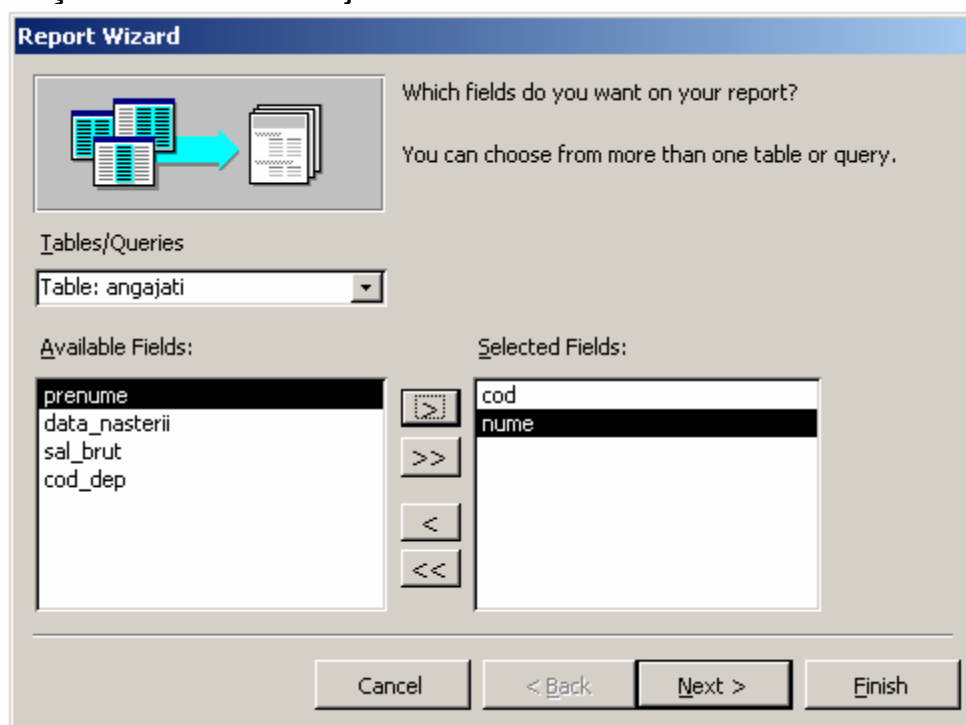 Report Wizard
Which fields do you want on your report?
You can choose from more than one table or query.
Tables/Queries
Table: angajati
Available Fields:
Selected Fields:
prenume
data_nasterii
sal_brut
cod_dep
>
>>
<
<<
cod
nume
Cancel
< Back
Next >
Finish